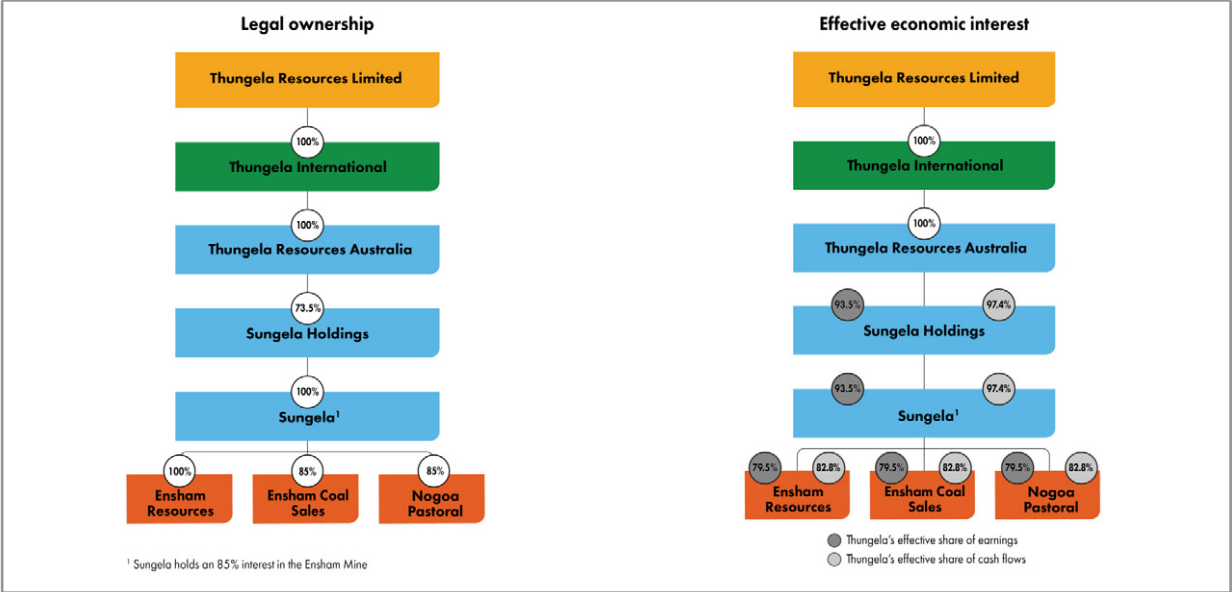 Legal ownership
Thungela Resources Limited
100%
Thungela International
100%
Thungela Resources Australia
73.5%
Sungela Holdings
100%
Sungela¹
100%
85%
85%
Ensham
Resources
Ensham Coal
Sales
Nogoa
Pastoral
¹ Sungela holds an 85% interest in the Ensham Mine
Effective economic interest
Thungela Resources Limited
100%
Thungela International
100%
Thungela Resources Australia
93.5%
97.4%
Sungela Holdings
93.5%
97.4%
Sungela¹
79.5%
82.8%
79.5%
82.8%
79.5%
82.8%
Ensham
Resources
Ensham Coal
Sales
Nogoa
Pastoral
Thungela's effective share of earnings
Thungela's effective share of cash flows